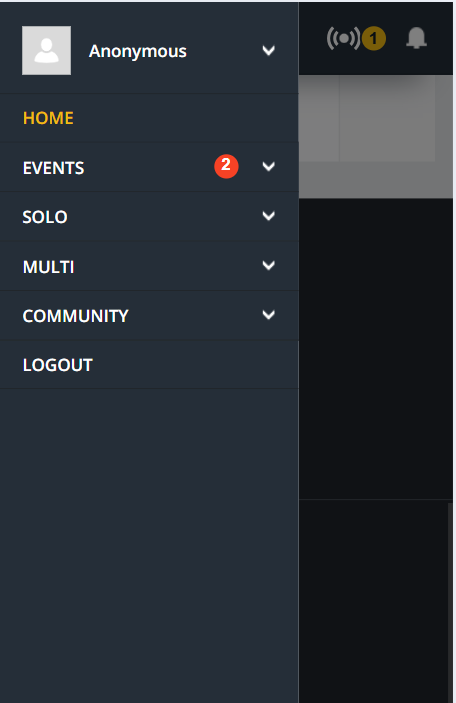 Anonymous
1
HOME
EVENTS 2
SOLO
MULTI
COMMUNITY
LOGOUT